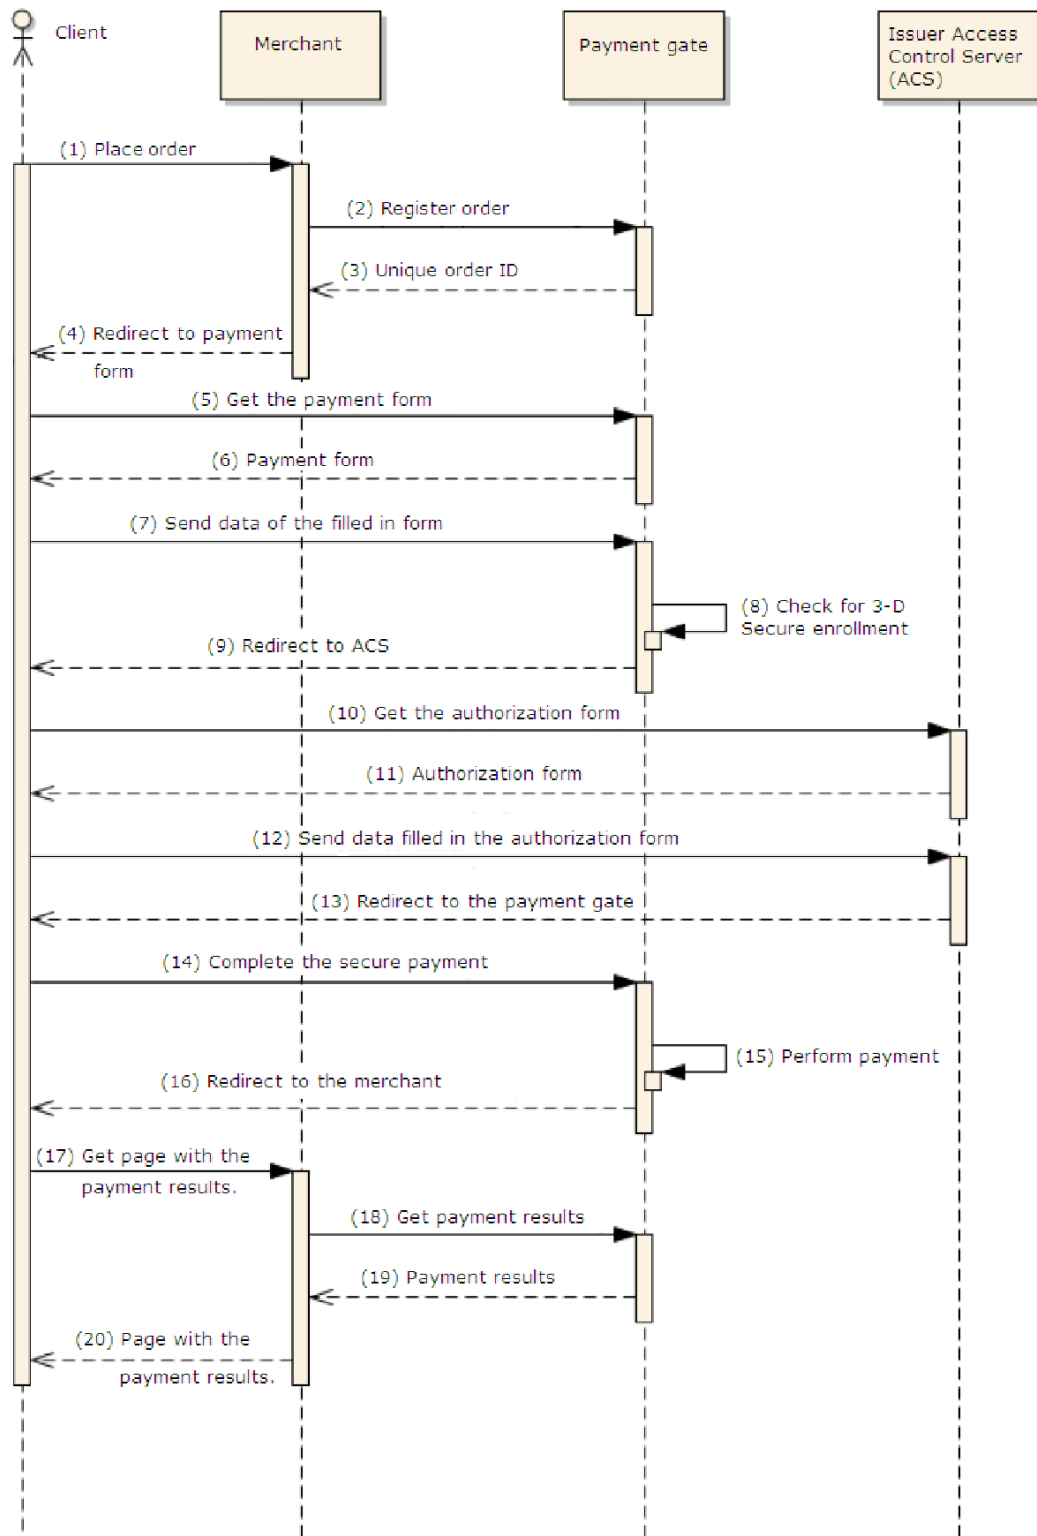 Client
Merchant
Payment gate
Issuer Access
Control Server
(ACS)
(1) Place order
(2) Register order
(3) Unique order ID
(4) Redirect to payment
form
(5) Get the payment form
(6) Payment form
(7) Send data of the filled in form
(8) Check for 3-D
Secure enrollment
(9) Redirect to ACS
(10) Get the authorization form
(11) Authorization form
(12) Send data filled in the authorization form
(13) Redirect to the payment gate
(14) Complete the secure payment
(15) Perform payment
(16) Redirect to the merchant
(17) Get page with the
payment results.
(18) Get payment results
(19) Payment results
(20) Page with the
payment results.